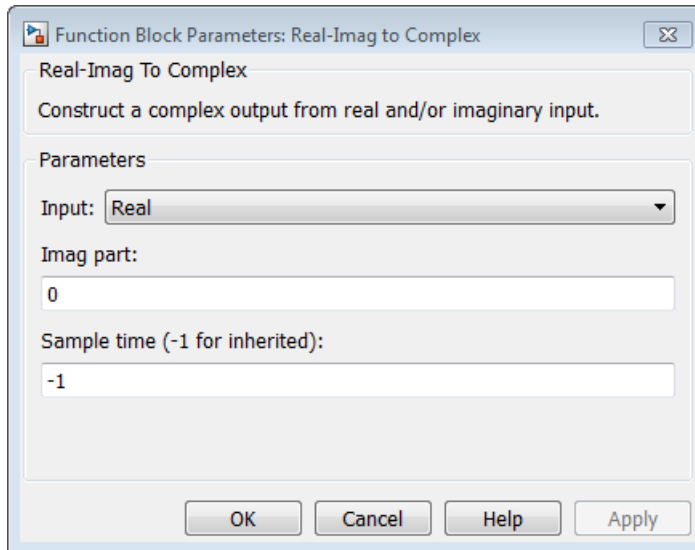 Function Block Parameters: Real-Imag to Complex
Real-Imag To Complex
Construct a complex output from real and/or imaginary input.
Parameters
Input: Real
Imag part:
0
Sample time (-1 for inherited):
-1
OK Cancel Help Apply